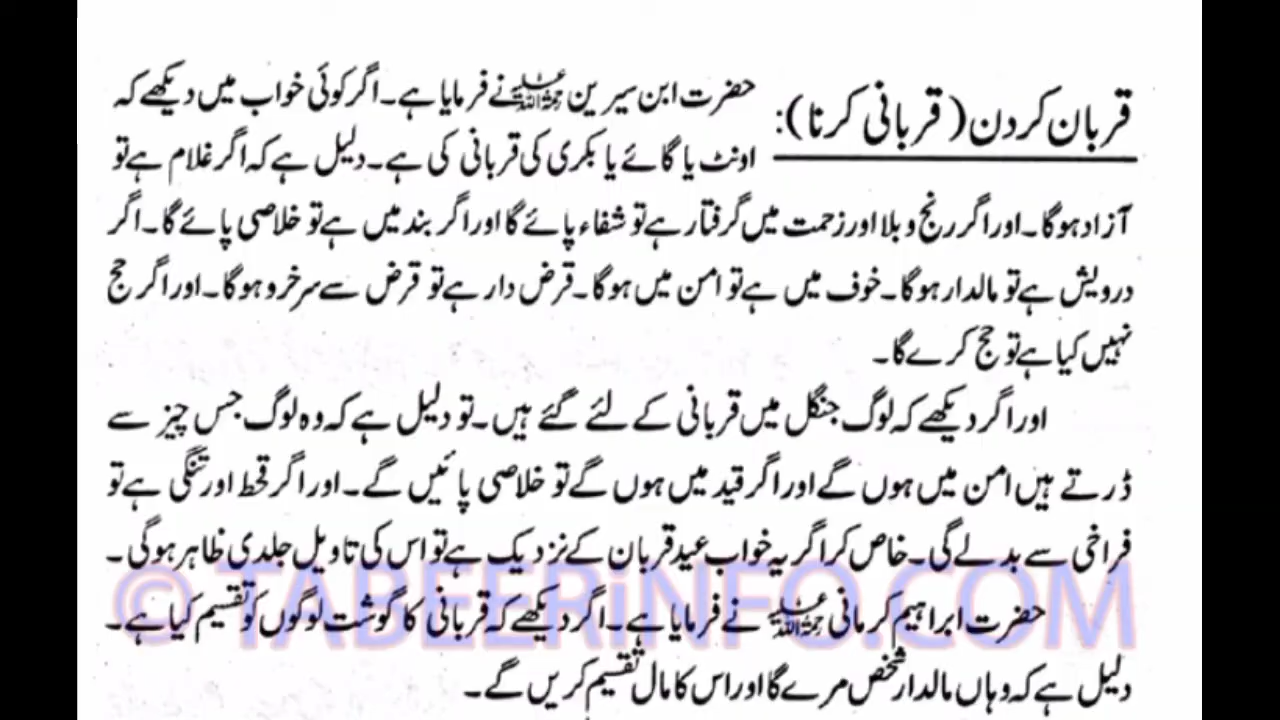 قربان کردن (قربانی کرنا):
حضرت ابن سیرین رحمۃ اللہ علیہ نے فرمایا ہے۔ اگر کوئی خواب میں دیکھے کہ
اونٹ یا گائے یا بکری کی قربانی کی ہے۔ دلیل ہے کہ اگر غلام ہے تو
آزاد ہوگا۔ اور اگر رنج و بلا اور زحمت میں گرفتار ہے تو شفاء پائے گا اور اگر بند میں ہے تو خلاصی پائے گا۔ اگر
درویش ہے تو مالدار ہوگا۔ خوف میں ہے تو امن میں ہوگا۔ قرض دار ہے تو قرض سے سرخرو ہوگا۔ اور اگر حج
نہیں کیا ہے تو حج کرے گا۔
اور اگر دیکھے کہ لوگ جنگل میں قربانی کے لئے گئے ہیں۔ تو دلیل ہے کہ وہ لوگ جس چیز سے
ڈرتے ہیں امن میں ہوں گے اور اگر قید میں ہوں گے تو خلاصی پائیں گے۔ اور اگر قحط اور تنگی ہے تو
فراخی سے بدلے گی۔ خاص کر اگر یہ خواب عید قربان کے نزدیک ہے تو اس کی تاویل جلدی ظاہر ہوگی۔
© TABEERiNFO.COM
حضرت ابراہیم کرمانی رحمۃ اللہ علیہ نے فرمایا ہے۔ اگر دیکھے کہ قربانی کا گوشت لوگوں کو تقسیم کیا ہے۔
دلیل ہے کہ وہاں مالدار شخص مرے گا اور اس کا مال تقسیم کریں گے۔